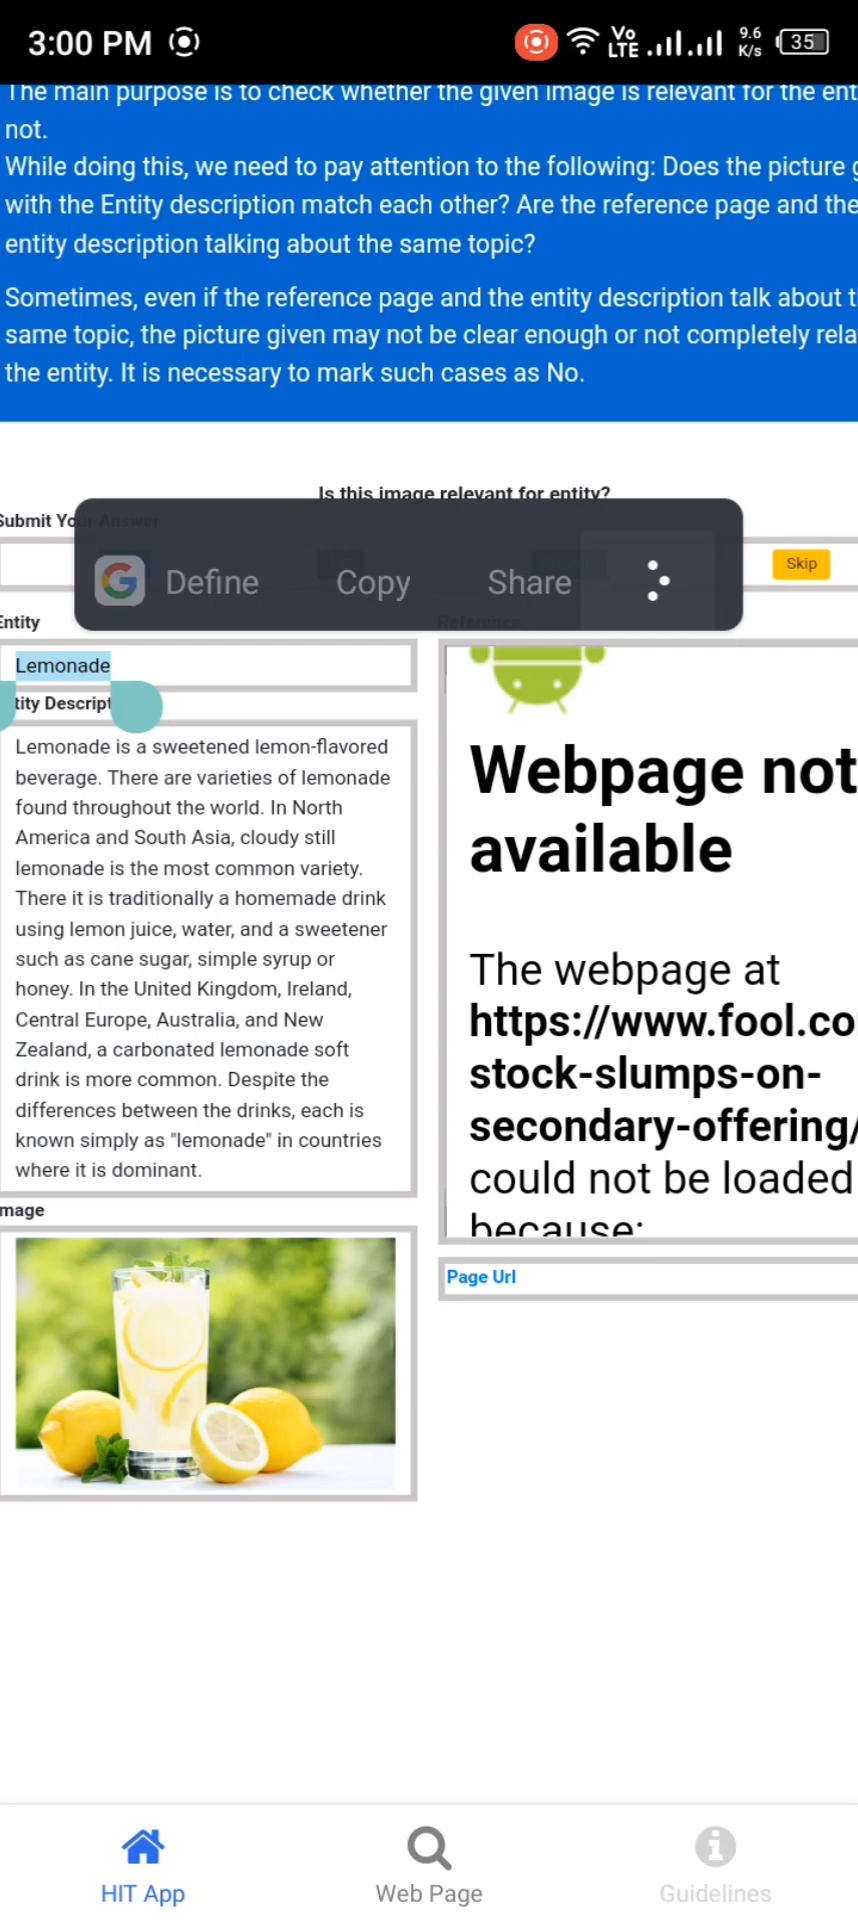 3:00 PM
Vo LTE 9.6 K/s 35
The main purpose is to check whether the given image is relevant for the ent
not.
While doing this, we need to pay attention to the following: Does the picture g
with the Entity description match each other? Are the reference page and the
entity description talking about the same topic?
Sometimes, even if the reference page and the entity description talk about t
same topic, the picture given may not be clear enough or not completely rela
the entity. It is necessary to mark such cases as No.
Is this image relevant for entity?
Submit Your Answer
Define Copy Share
Skip
Entity
Reference
Lemonade
tity Descript
Lemonade is a sweetened lemon-flavored
beverage. There are varieties of lemonade
found throughout the world. In North
America and South Asia, cloudy still
lemonade is the most common variety.
There it is traditionally a homemade drink
using lemon juice, water, and a sweetener
such as cane sugar, simple syrup or
honey. In the United Kingdom, Ireland,
Central Europe, Australia, and New
Zealand, a carbonated lemonade soft
drink is more common. Despite the
differences between the drinks, each is
known simply as "lemonade" in countries
where it is dominant.
Webpage not
available
The webpage at
https://www.fool.co
stock-slumps-on-
secondary-offering/
could not be loaded
because:
mage
Page Url
HIT App
Web Page
Guidelines